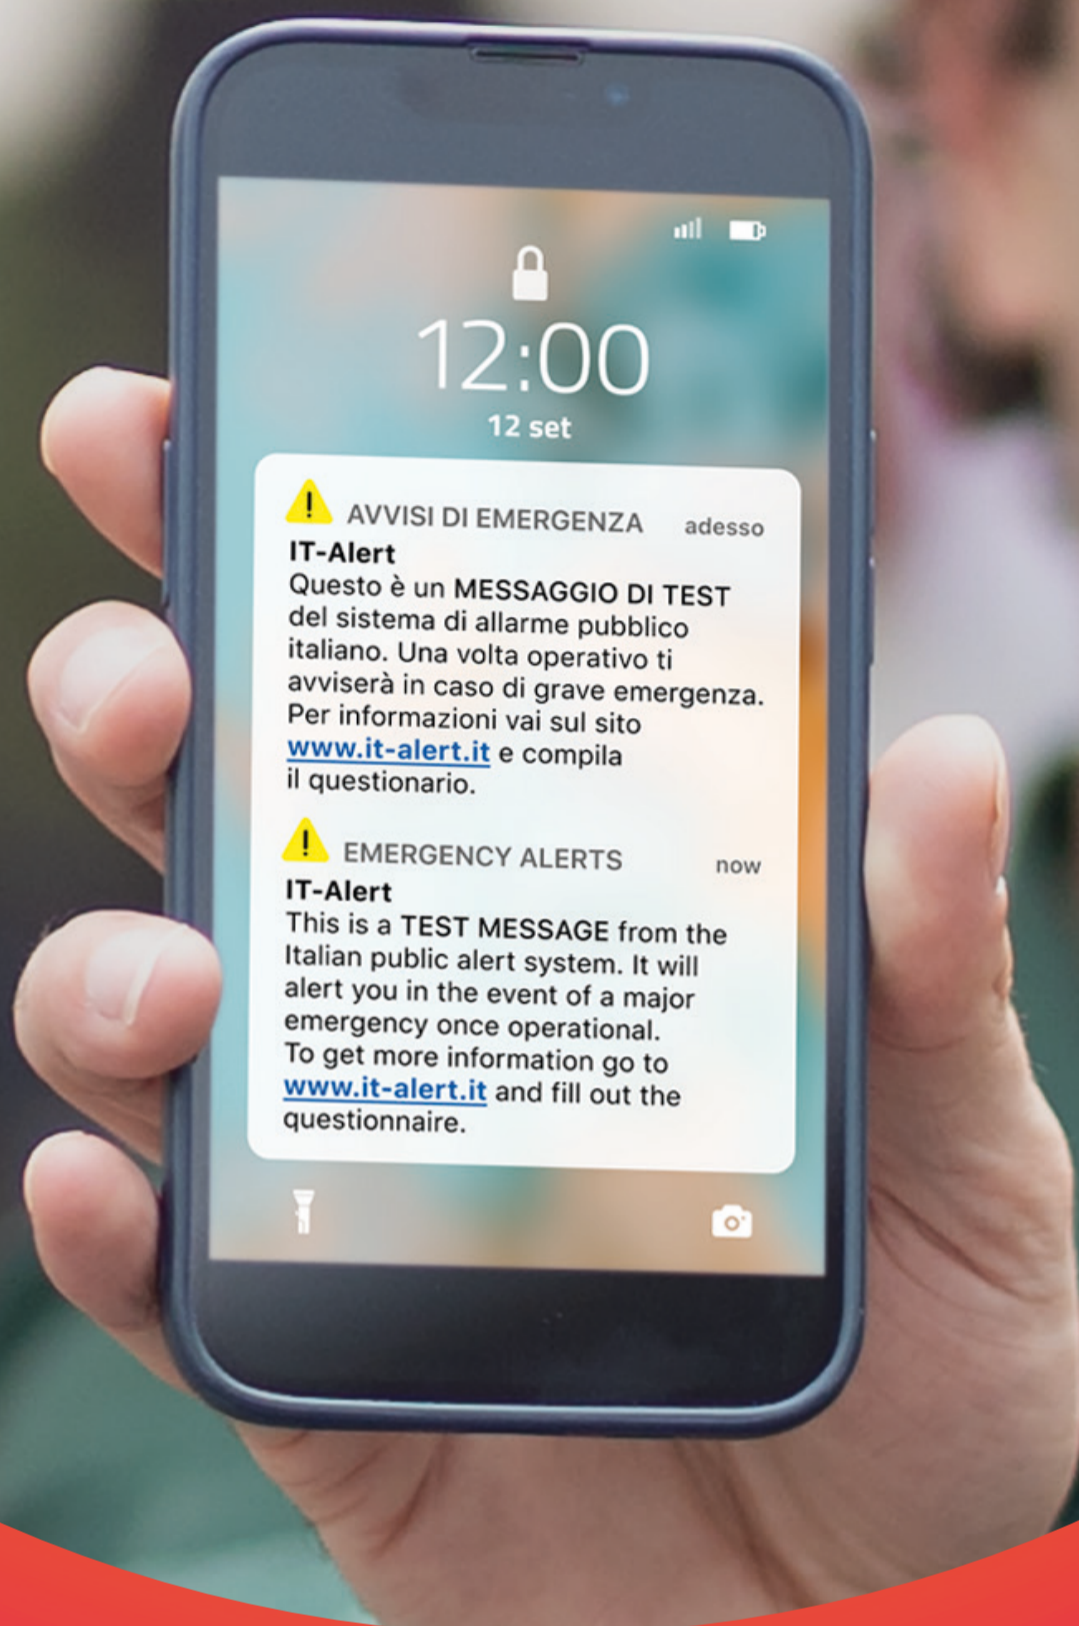 12:00
12 set
AVVISI DI EMERGENZA adesso
IT-Alert
Questo è un MESSAGGIO DI TEST
del sistema di allarme pubblico
italiano. Una volta operativo ti
avviserà in caso di grave emergenza.
Per informazioni vai sul sito
www.it-alert.it e compila
il questionario.
EMERGENCY ALERTS now
IT-Alert
This is a TEST MESSAGE from the
Italian public alert system. It will
alert you in the event of a major
emergency once operational.
To get more information go to
www.it-alert.it and fill out the
questionnaire.